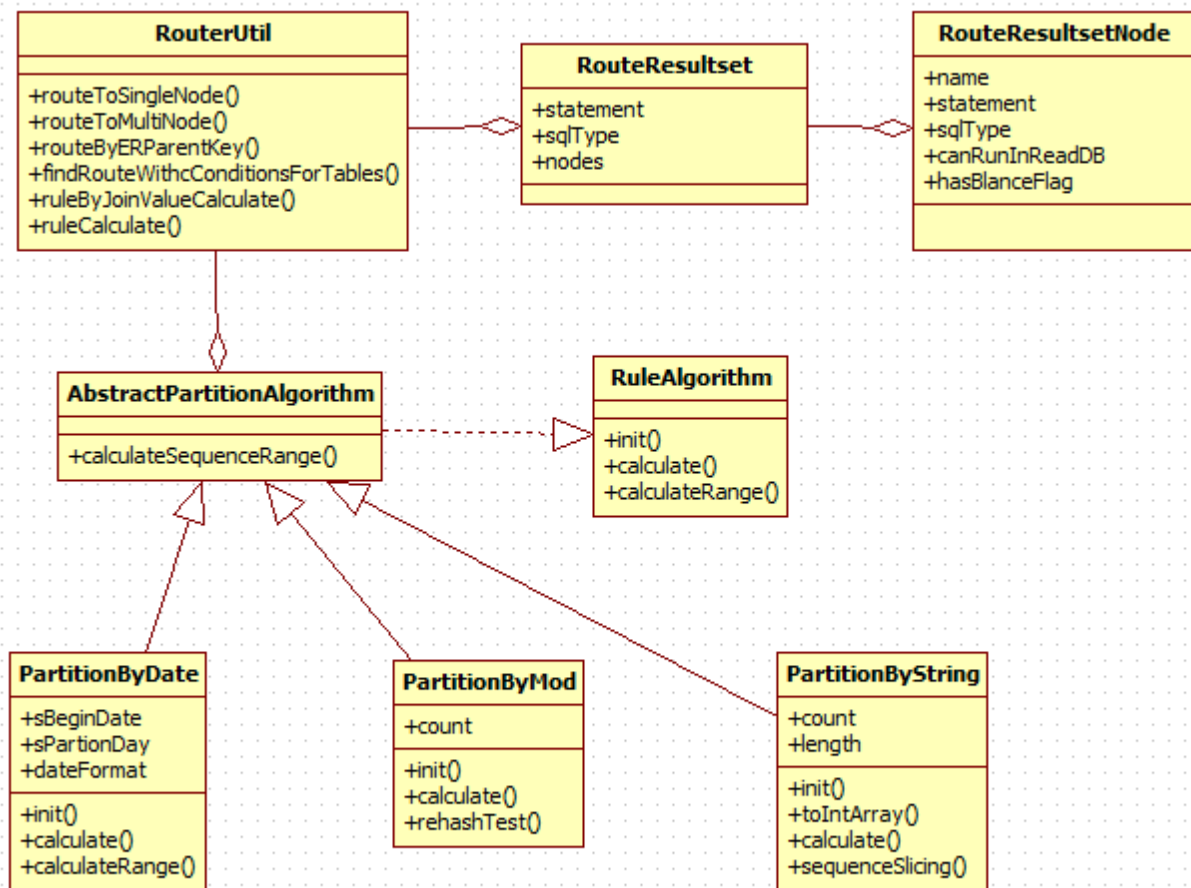 RouterUtil
+routeToSingleNode()
+routeToMultiNode()
+routeByERParentKey()
+findRouteWithcConditionsForTables()
+ruleByJoinValueCalculate()
+ruleCalculate()
RouteResultset
+statement
+sqlType
+nodes
RouteResultsetNode
+name
+statement
+sqlType
+canRunInReadDB
+hasBlanceFlag
AbstractPartitionAlgorithm
+calculateSequenceRange()
RuleAlgorithm
+init()
+calculate()
+calculateRange()
PartitionByDate
+sBeginDate
+sPartionDay
+dateFormat
+init()
+calculate()
+calculateRange()
PartitionByMod
+count
+init()
+calculate()
+rehashTest()
PartitionByString
+count
+length
+init()
+toIntArray()
+calculate()
+sequenceSlicing()